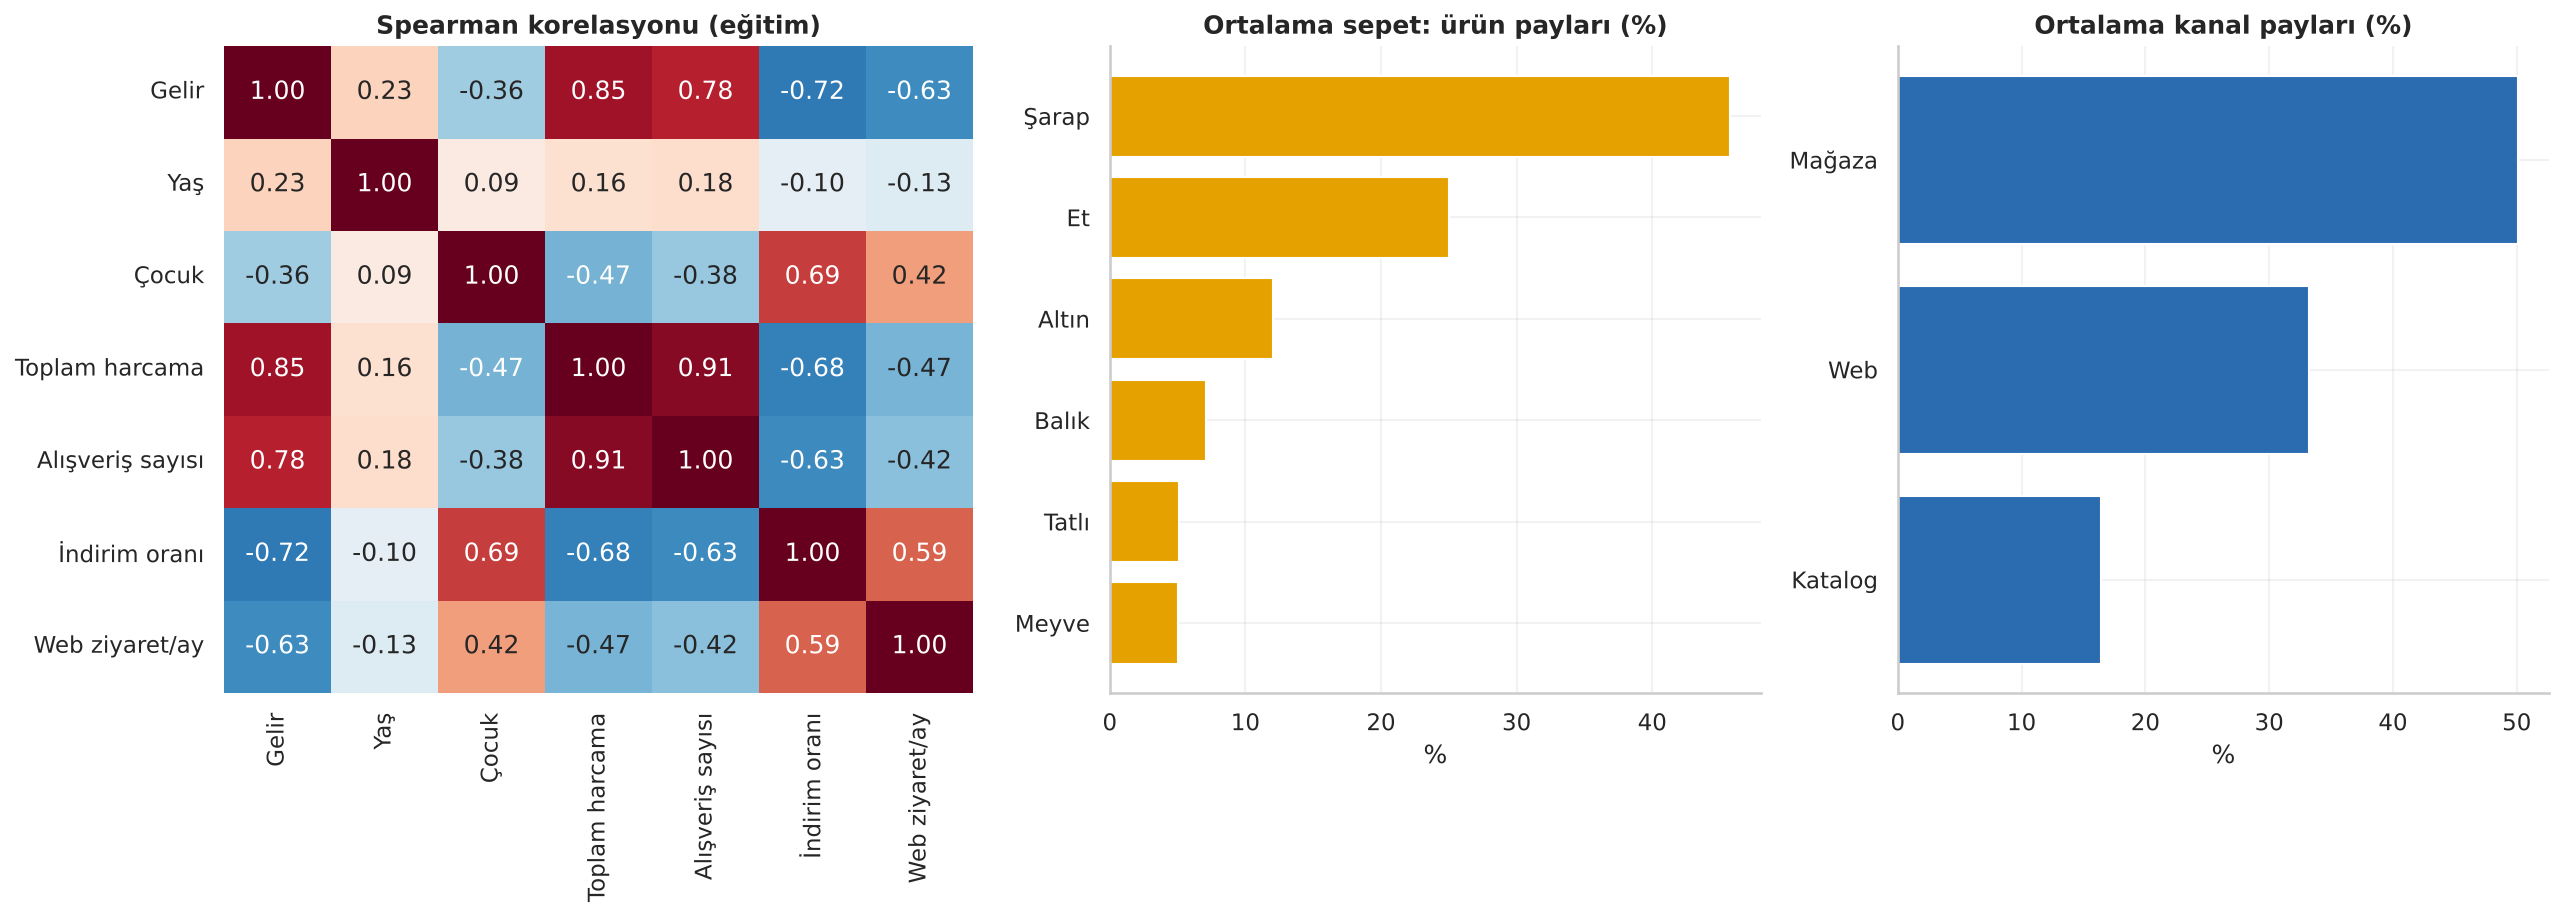 Spearman korelasyonu (eğitim)
Gelir 1.00 0.23 -0.36 0.85 0.78 -0.72 -0.63
Yaş 0.23 1.00 0.09 0.16 0.18 -0.10 -0.13
Çocuk -0.36 0.09 1.00 -0.47 -0.38 0.69 0.42
Toplam harcama 0.85 0.16 -0.47 1.00 0.91 -0.68 -0.47
Alışveriş sayısı 0.78 0.18 -0.38 0.91 1.00 -0.63 -0.42
İndirim oranı -0.72 -0.10 0.69 -0.68 -0.63 1.00 0.59
Web ziyaret/ay -0.63 -0.13 0.42 -0.47 -0.42 0.59 1.00
Gelir
Yaş
Çocuk
Toplam harcama
Alışveriş sayısı
İndirim oranı
Web ziyaret/ay
Ortalama sepet: ürün payları (%)
Şarap
Et
Altın
Balık
Tatlı
Meyve
0 10 20 30 40
%
Ortalama kanal payları (%)
Mağaza
Web
Katalog
0 10 20 30 40 50
%